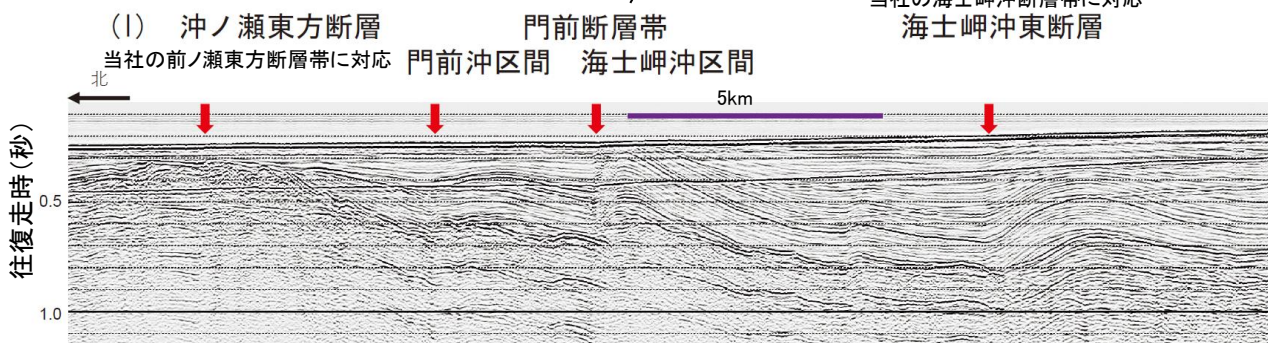 当社の海士岬沖断層帯に対応
(1) 沖ノ瀬東方断層
門前断層帯
海士岬沖東断層
当社の前ノ瀬東方断層帯に対応
門前沖区間
海士岬沖区間
北
5km
往復走時(秒)
0.5
1.0